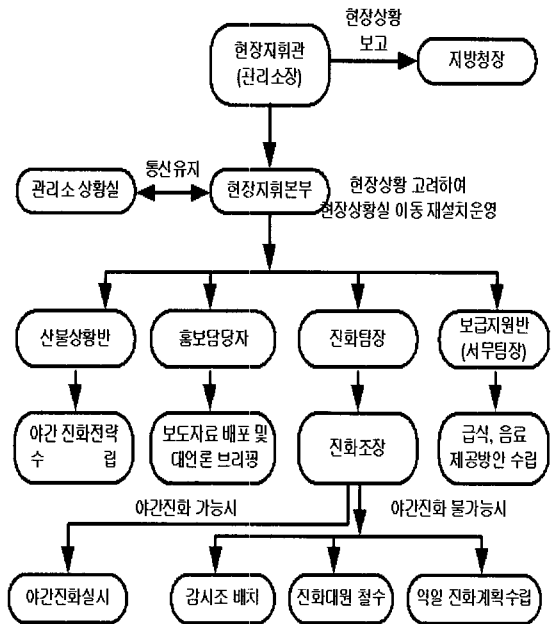 현장상황
보고
현장지휘관
(관리소장)
지방청장
통신유지
관리소 상황실
현장지휘본부
현장상황 고려하여
현장상황실 이동 재설치운영
산불상황반
홍보담당자
진화팀장
보급지원반
(서무팀장)
야간 진화전략
수 립
보도자료 배포 및
대언론 브리핑
진화조장
급식, 음료
제공방안 수립
야간진화 가능시
야간진화 불가능시
야간진화실시
감시조 배치
진화대원 철수
익일 진화계획수립